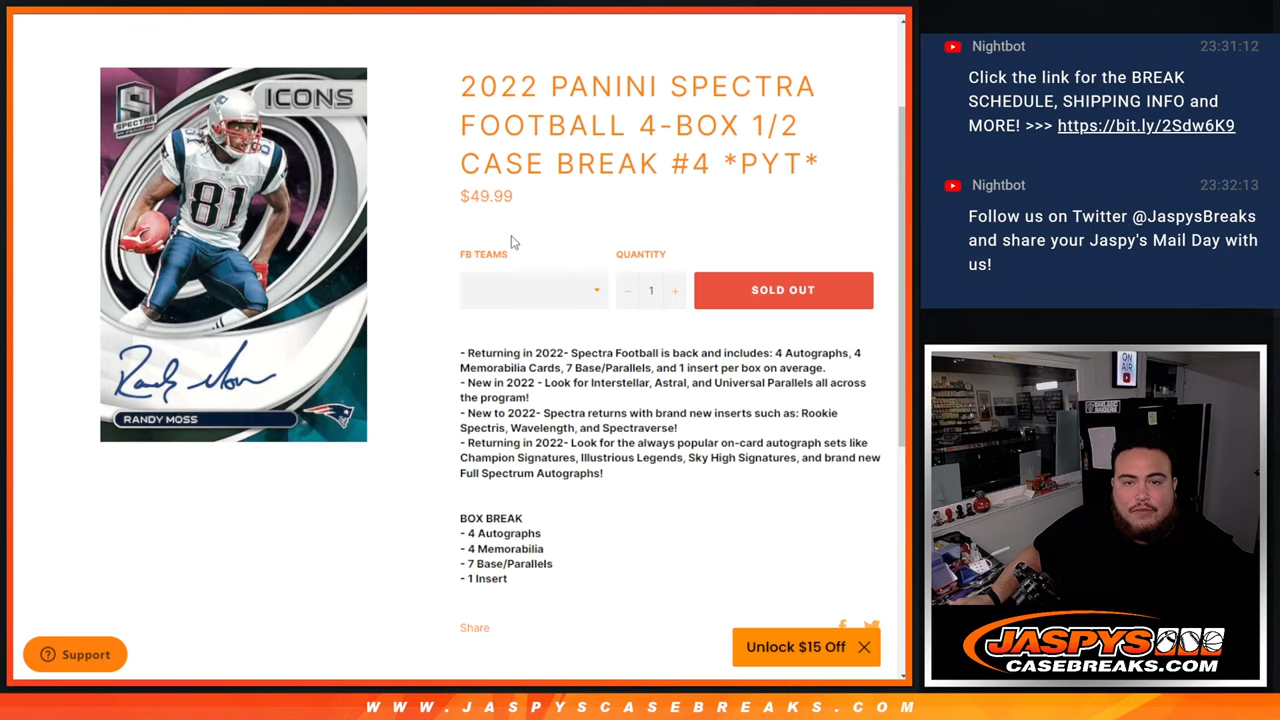 SPECTRA
ICONS
81
81
Randy Moss
RANDY MOSS
2022 PANINI SPECTRA
FOOTBALL 4-BOX 1/2
CASE BREAK #4 *PYT*
$49.99
FB TEAMS
QUANTITY
− 1 +
SOLD OUT
- Returning in 2022- Spectra Football is back and includes: 4 Autographs, 4
Memorabilia Cards, 7 Base/Parallels, and 1 insert per box on average.
- New in 2022 - Look for Interstellar, Astral, and Universal Parallels all across
the program!
- New to 2022- Spectra returns with brand new inserts such as: Rookie
Spectris, Wavelength, and Spectraverse!
- Returning in 2022- Look for the always popular on-card autograph sets like
Champion Signatures, Illustrious Legends, Sky High Signatures, and brand new
Full Spectrum Autographs!
BOX BREAK
- 4 Autographs
- 4 Memorabilia
- 7 Base/Parallels
- 1 Insert
Share
Support
Unlock $15 Off
Nightbot 23:31:12
Click the link for the BREAK
SCHEDULE, SHIPPING INFO and
MORE! >>> https://bit.ly/2Sdw6K9
Nightbot 23:32:13
Follow us on Twitter @JaspysBreaks
and share your Jaspy's Mail Day with
us!
ON
AIR
JASPYS
CASEBREAKS.COM
WWW.JASPYSCASEBREAKS.COM